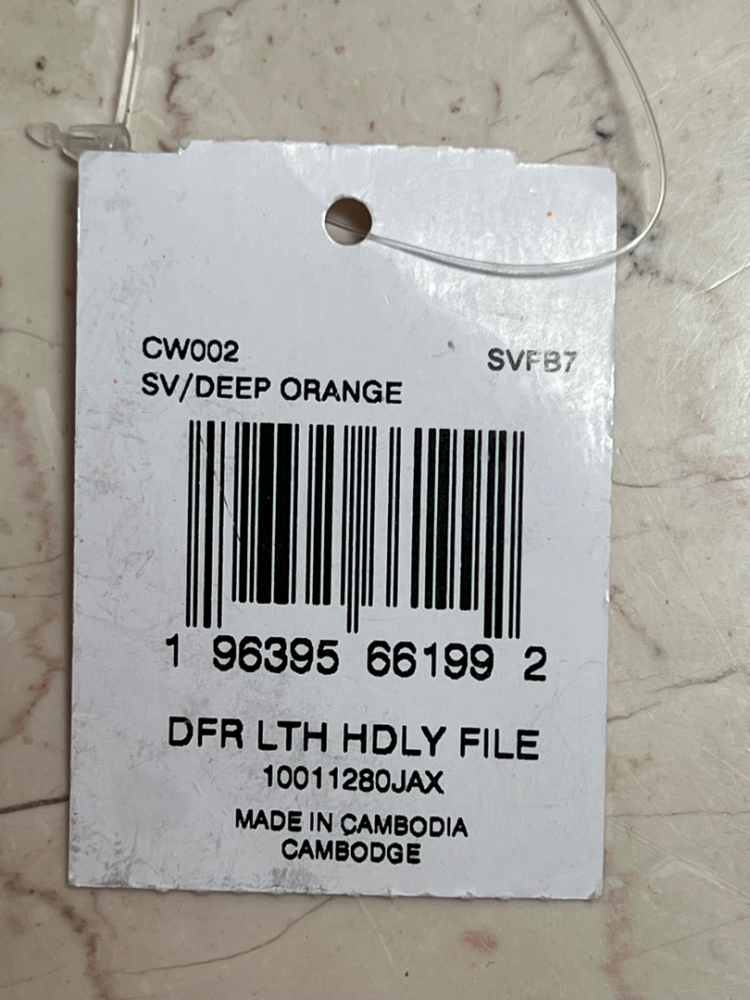 CW002
SVFB7
SV/DEEP ORANGE
1 96395 66199 2
DFR LTH HDLY FILE
10011280JAX
MADE IN CAMBODIA
CAMBODGE